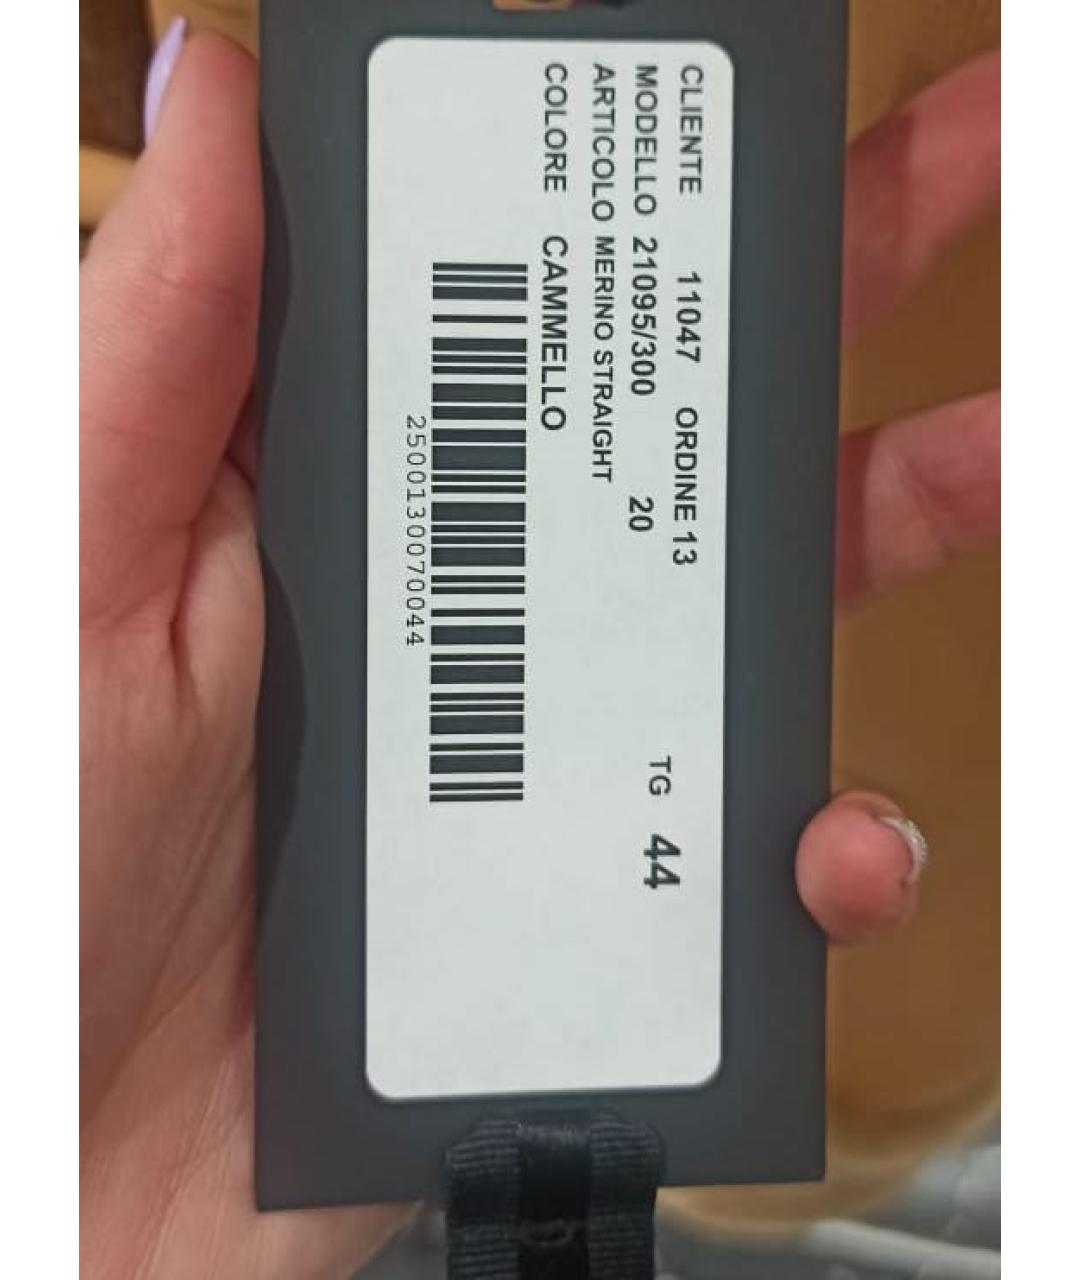 CLIENTE 11047 ORDINE 13
MODELLO 21095/300 20 TG 44
ARTICOLO MERINO STRAIGHT
COLORE CAMMELLO
2500130070044